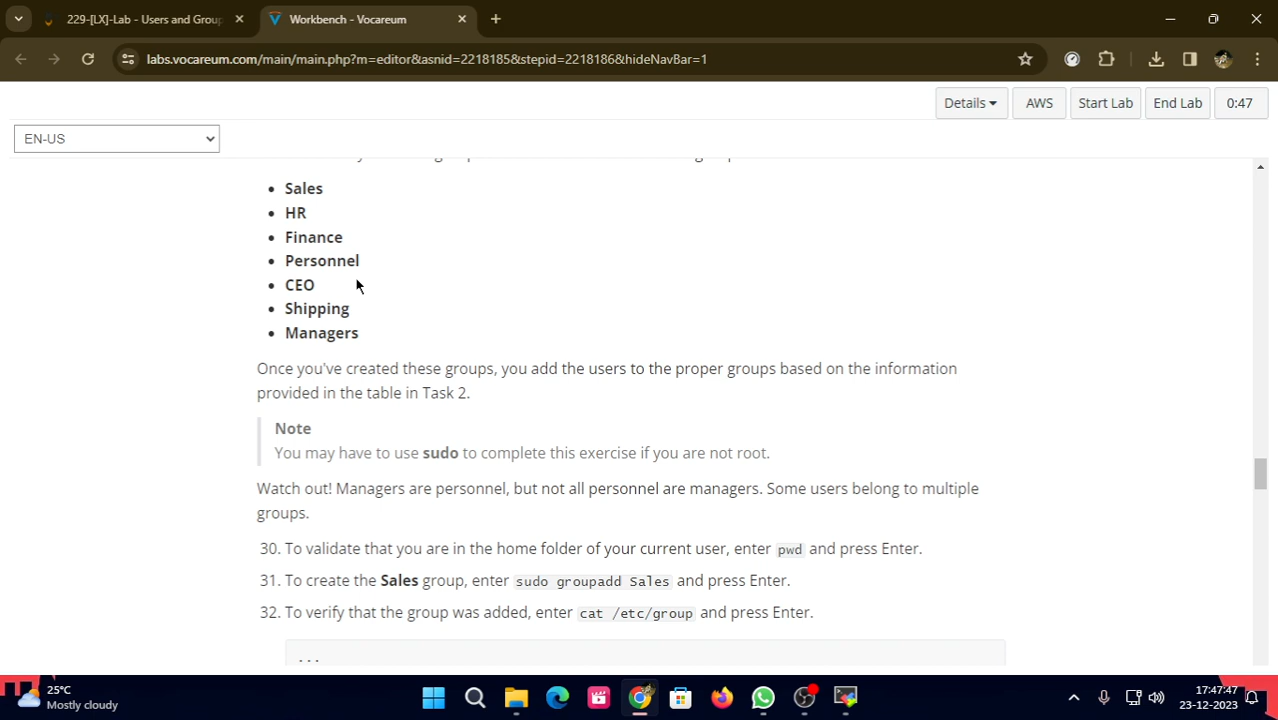 229-[LX]-Lab - Users and Group
Workbench - Vocareum
labs.vocareum.com/main/main.php?m=editor&asnid=2218185&stepid=2218186&hideNavBar=1
Details AWS Start Lab End Lab 0:47
EN-US
• Sales
• HR
• Finance
• Personnel
• CEO
• Shipping
• Managers
Once you've created these groups, you add the users to the proper groups based on the information
provided in the table in Task 2.
Note
You may have to use sudo to complete this exercise if you are not root.
Watch out! Managers are personnel, but not all personnel are managers. Some users belong to multiple
groups.
30. To validate that you are in the home folder of your current user, enter pwd and press Enter.
31. To create the Sales group, enter sudo groupadd Sales and press Enter.
32. To verify that the group was added, enter cat /etc/group and press Enter.
...
25°C
Mostly cloudy
17:47:47
23-12-2023